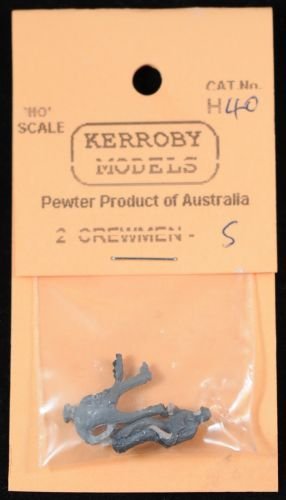 CAT.No.
H40
'HO'
SCALE
KERROBY
MODELS
Pewter Product of Australia
2 CREWMEN - S